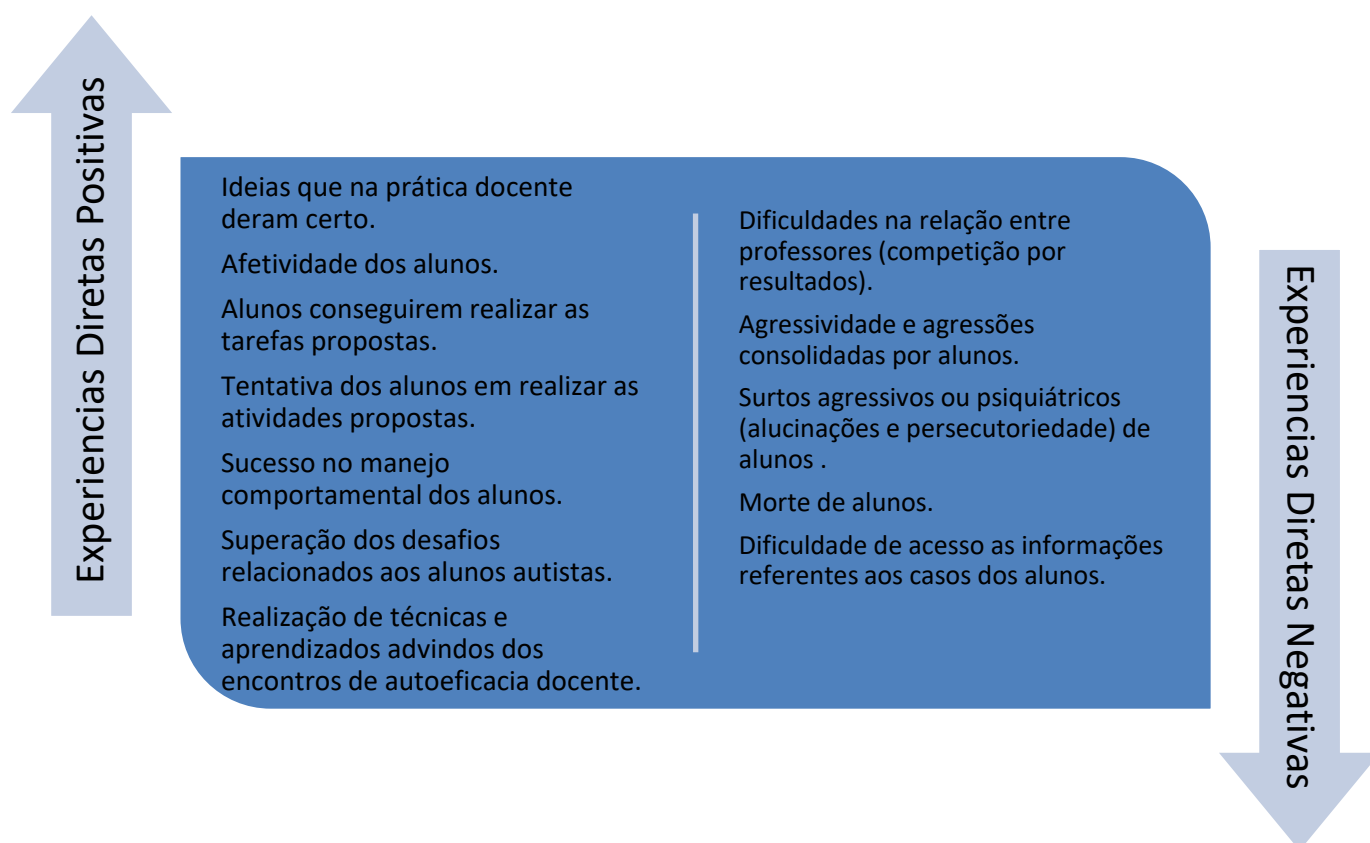 Experiencias Diretas Positivas
Ideias que na prática docente
deram certo.
Afetividade dos alunos.
Alunos conseguirem realizar as
tarefas propostas.
Tentativa dos alunos em realizar as
atividades propostas.
Sucesso no manejo
comportamental dos alunos.
Superação dos desafios
relacionados aos alunos autistas.
Realização de técnicas e
aprendizados advindos dos
encontros de autoeficacia docente.
Dificuldades na relação entre
professores (competição por
resultados).
Agressividade e agressões
consolidadas por alunos.
Surtos agressivos ou psiquiátricos
(alucinações e persecutoriedade) de
alunos .
Morte de alunos.
Dificuldade de acesso as informações
referentes aos casos dos alunos.
Experiencias Diretas Negativas